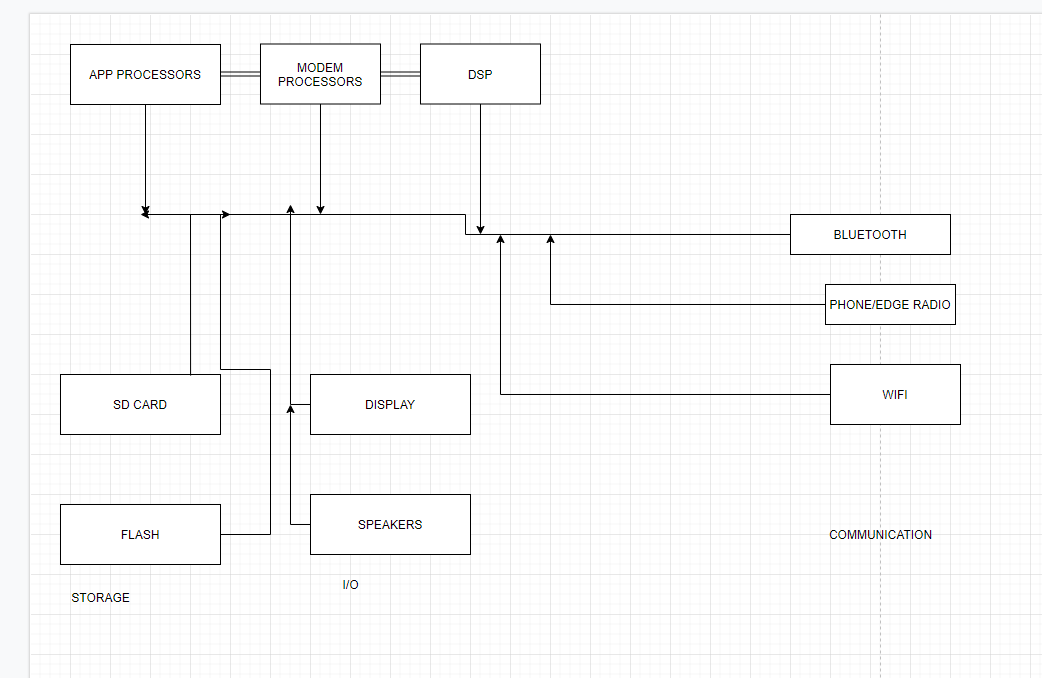 APP PROCESSORS
MODEM
PROCESSORS
DSP
BLUETOOTH
PHONE/EDGE RADIO
WIFI
SD CARD
DISPLAY
FLASH
SPEAKERS
COMMUNICATION
I/O
STORAGE